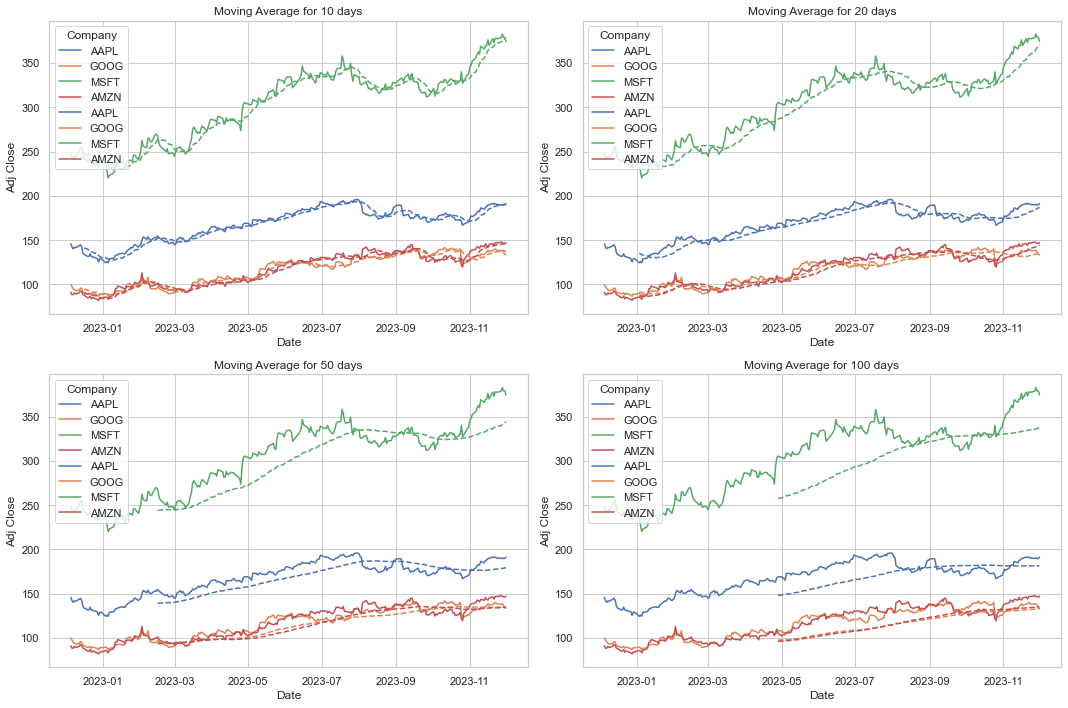 Moving Average for 10 days
Company
AAPL
GOOG
MSFT
AMZN
AAPL
GOOG
MSFT
AMZN
350
300
250
200
150
100
Adj Close
2023-01 2023-03 2023-05 2023-07 2023-09 2023-11
Date
Moving Average for 20 days
Company
AAPL
GOOG
MSFT
AMZN
AAPL
GOOG
MSFT
AMZN
350
300
250
200
150
100
Adj Close
2023-01 2023-03 2023-05 2023-07 2023-09 2023-11
Date
Moving Average for 50 days
Company
AAPL
GOOG
MSFT
AMZN
AAPL
GOOG
MSFT
AMZN
350
300
250
200
150
100
Adj Close
2023-01 2023-03 2023-05 2023-07 2023-09 2023-11
Date
Moving Average for 100 days
Company
AAPL
GOOG
MSFT
AMZN
AAPL
GOOG
MSFT
AMZN
350
300
250
200
150
100
Adj Close
2023-01 2023-03 2023-05 2023-07 2023-09 2023-11
Date